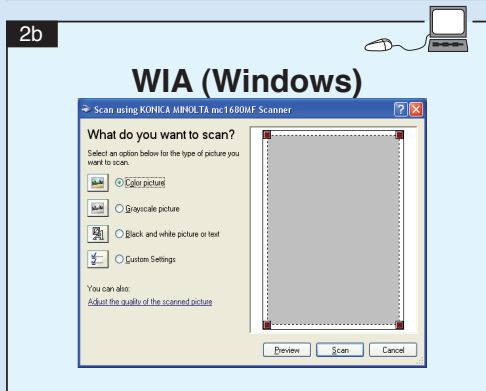 2b
WIA (Windows)
Scan using KONICA MINOLTA mc1680MF Scanner
What do you want to scan?
Select an option below for the type of picture you
want to scan.
Color picture
Grayscale picture
Black and white picture or text
Custom Settings
You can also:
Adjust the quality of the scanned picture
Preview
Scan
Cancel